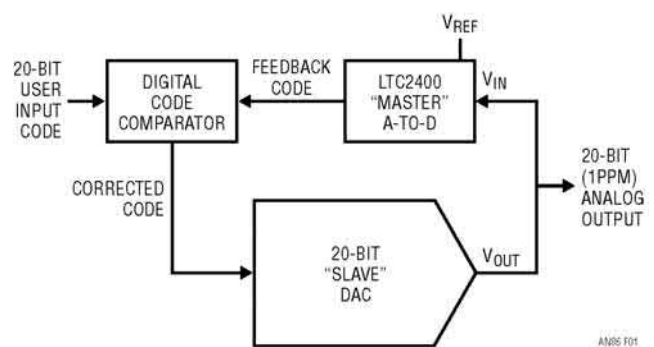 20-BIT
USER
INPUT
CODE
DIGITAL
CODE
COMPARATOR
FEEDBACK
CODE
LTC2400
"MASTER"
A-TO-D
VREF
VIN
20-BIT
(1PPM)
ANALOG
OUTPUT
CORRECTED
CODE
20-BIT
"SLAVE"
DAC
VOUT
AN86 F01